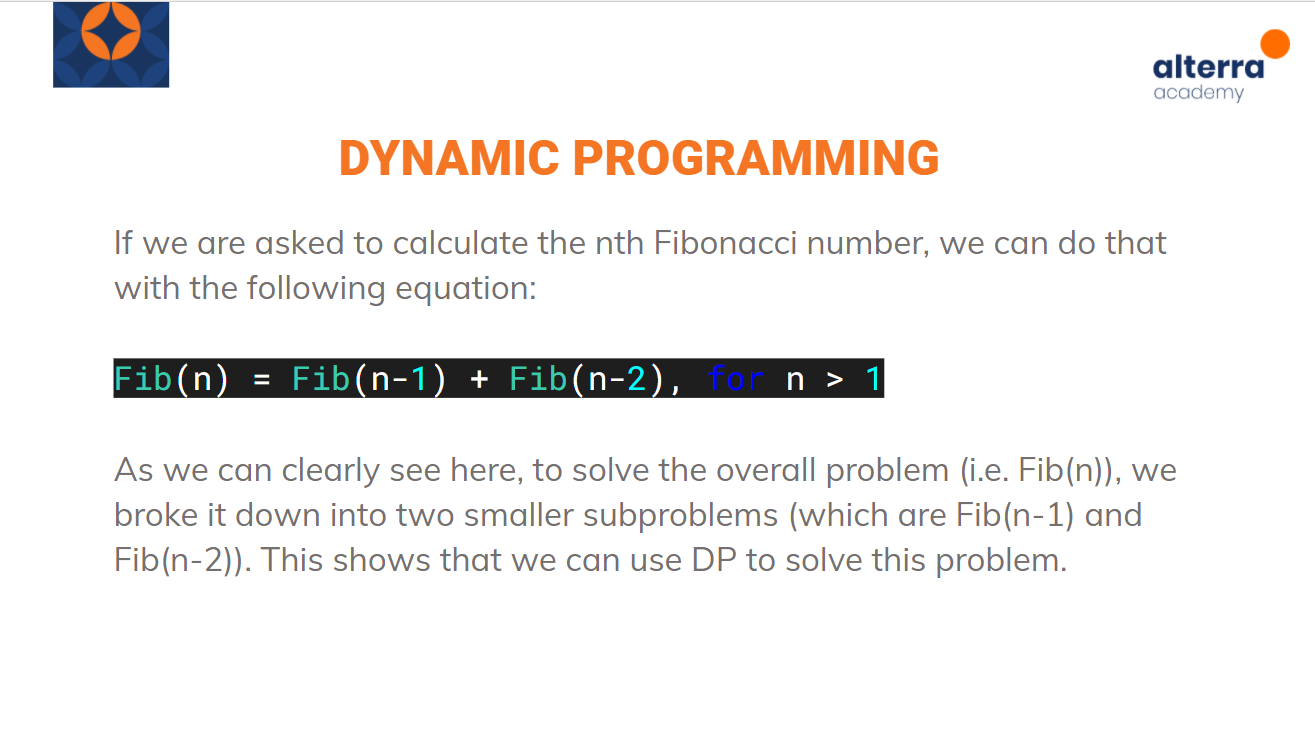 alterra
academy
DYNAMIC PROGRAMMING
If we are asked to calculate the nth Fibonacci number, we can do that
with the following equation:
Fib(n) = Fib(n-1) + Fib(n-2), for n > 1
As we can clearly see here, to solve the overall problem (i.e. Fib(n)), we
broke it down into two smaller subproblems (which are Fib(n-1) and
Fib(n-2)). This shows that we can use DP to solve this problem.